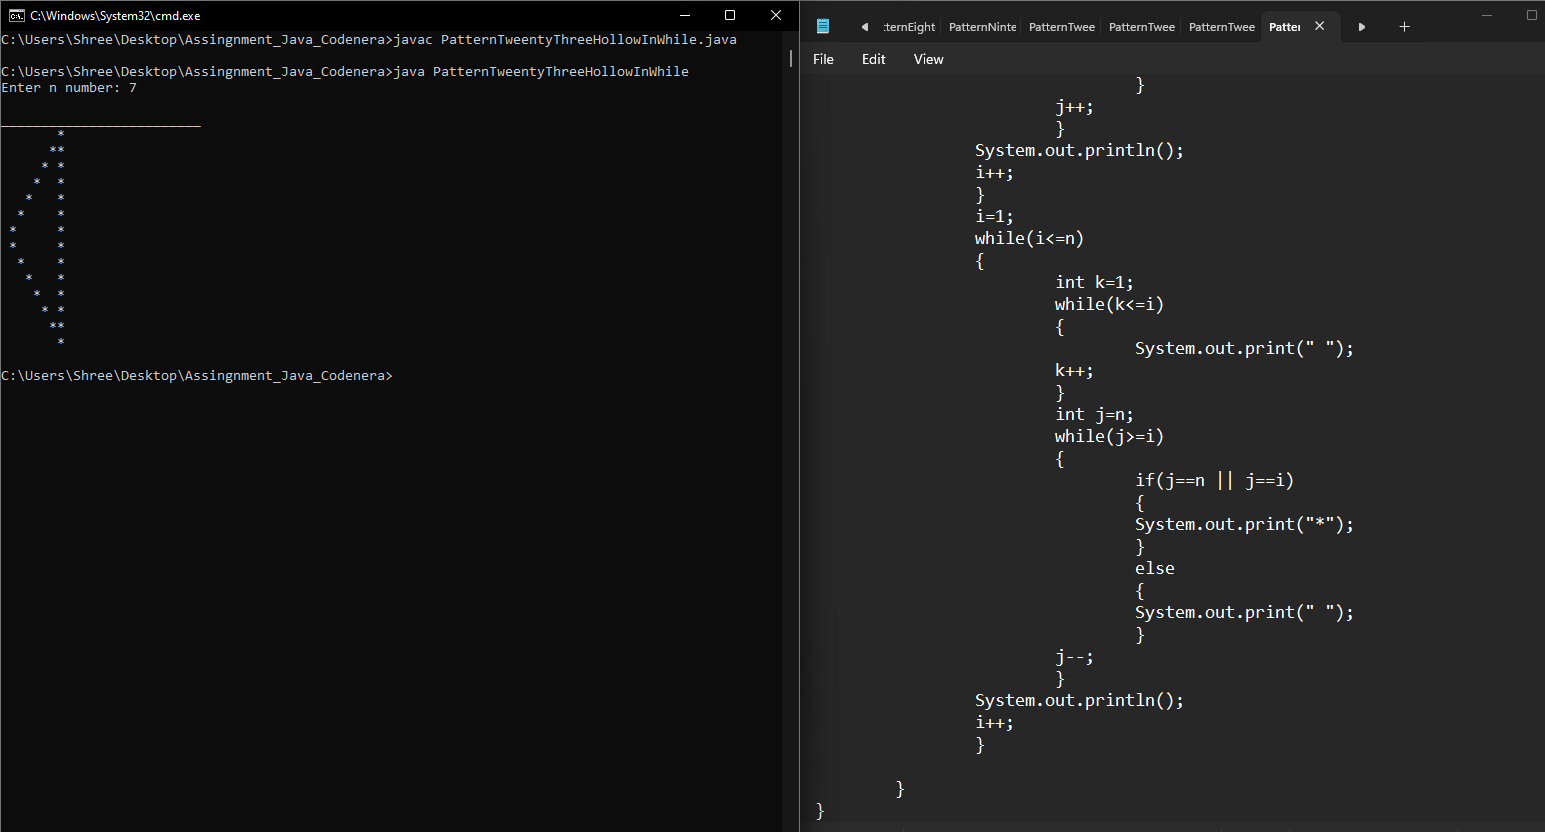 C:\Windows\System32\cmd.exe
C:\Users\Shree\Desktop\Assingnment_Java_Codenera>javac PatternTweentyThreeHollowInWhile.java
C:\Users\Shree\Desktop\Assingnment_Java_Codenera>java PatternTweentyThreeHollowInWhile
Enter n number: 7
_________________________
       *
      **
     * *
    *  *
   *   *
  *    *
 *     *
 *     *
  *    *
   *   *
    *  *
     * *
      **
       *
C:\Users\Shree\Desktop\Assingnment_Java_Codenera>
ternEight PatternNinte PatternTwee PatternTwee PatternTwee Patter
File Edit View
}
j++;
}
System.out.println();
i++;
}
i=1;
while(i<=n)
{
int k=1;
while(k<=i)
{
System.out.print(" ");
k++;
}
int j=n;
while(j>=i)
{
if(j==n || j==i)
{
System.out.print("*");
}
else
{
System.out.print(" ");
}
j--;
}
System.out.println();
i++;
}
}
}